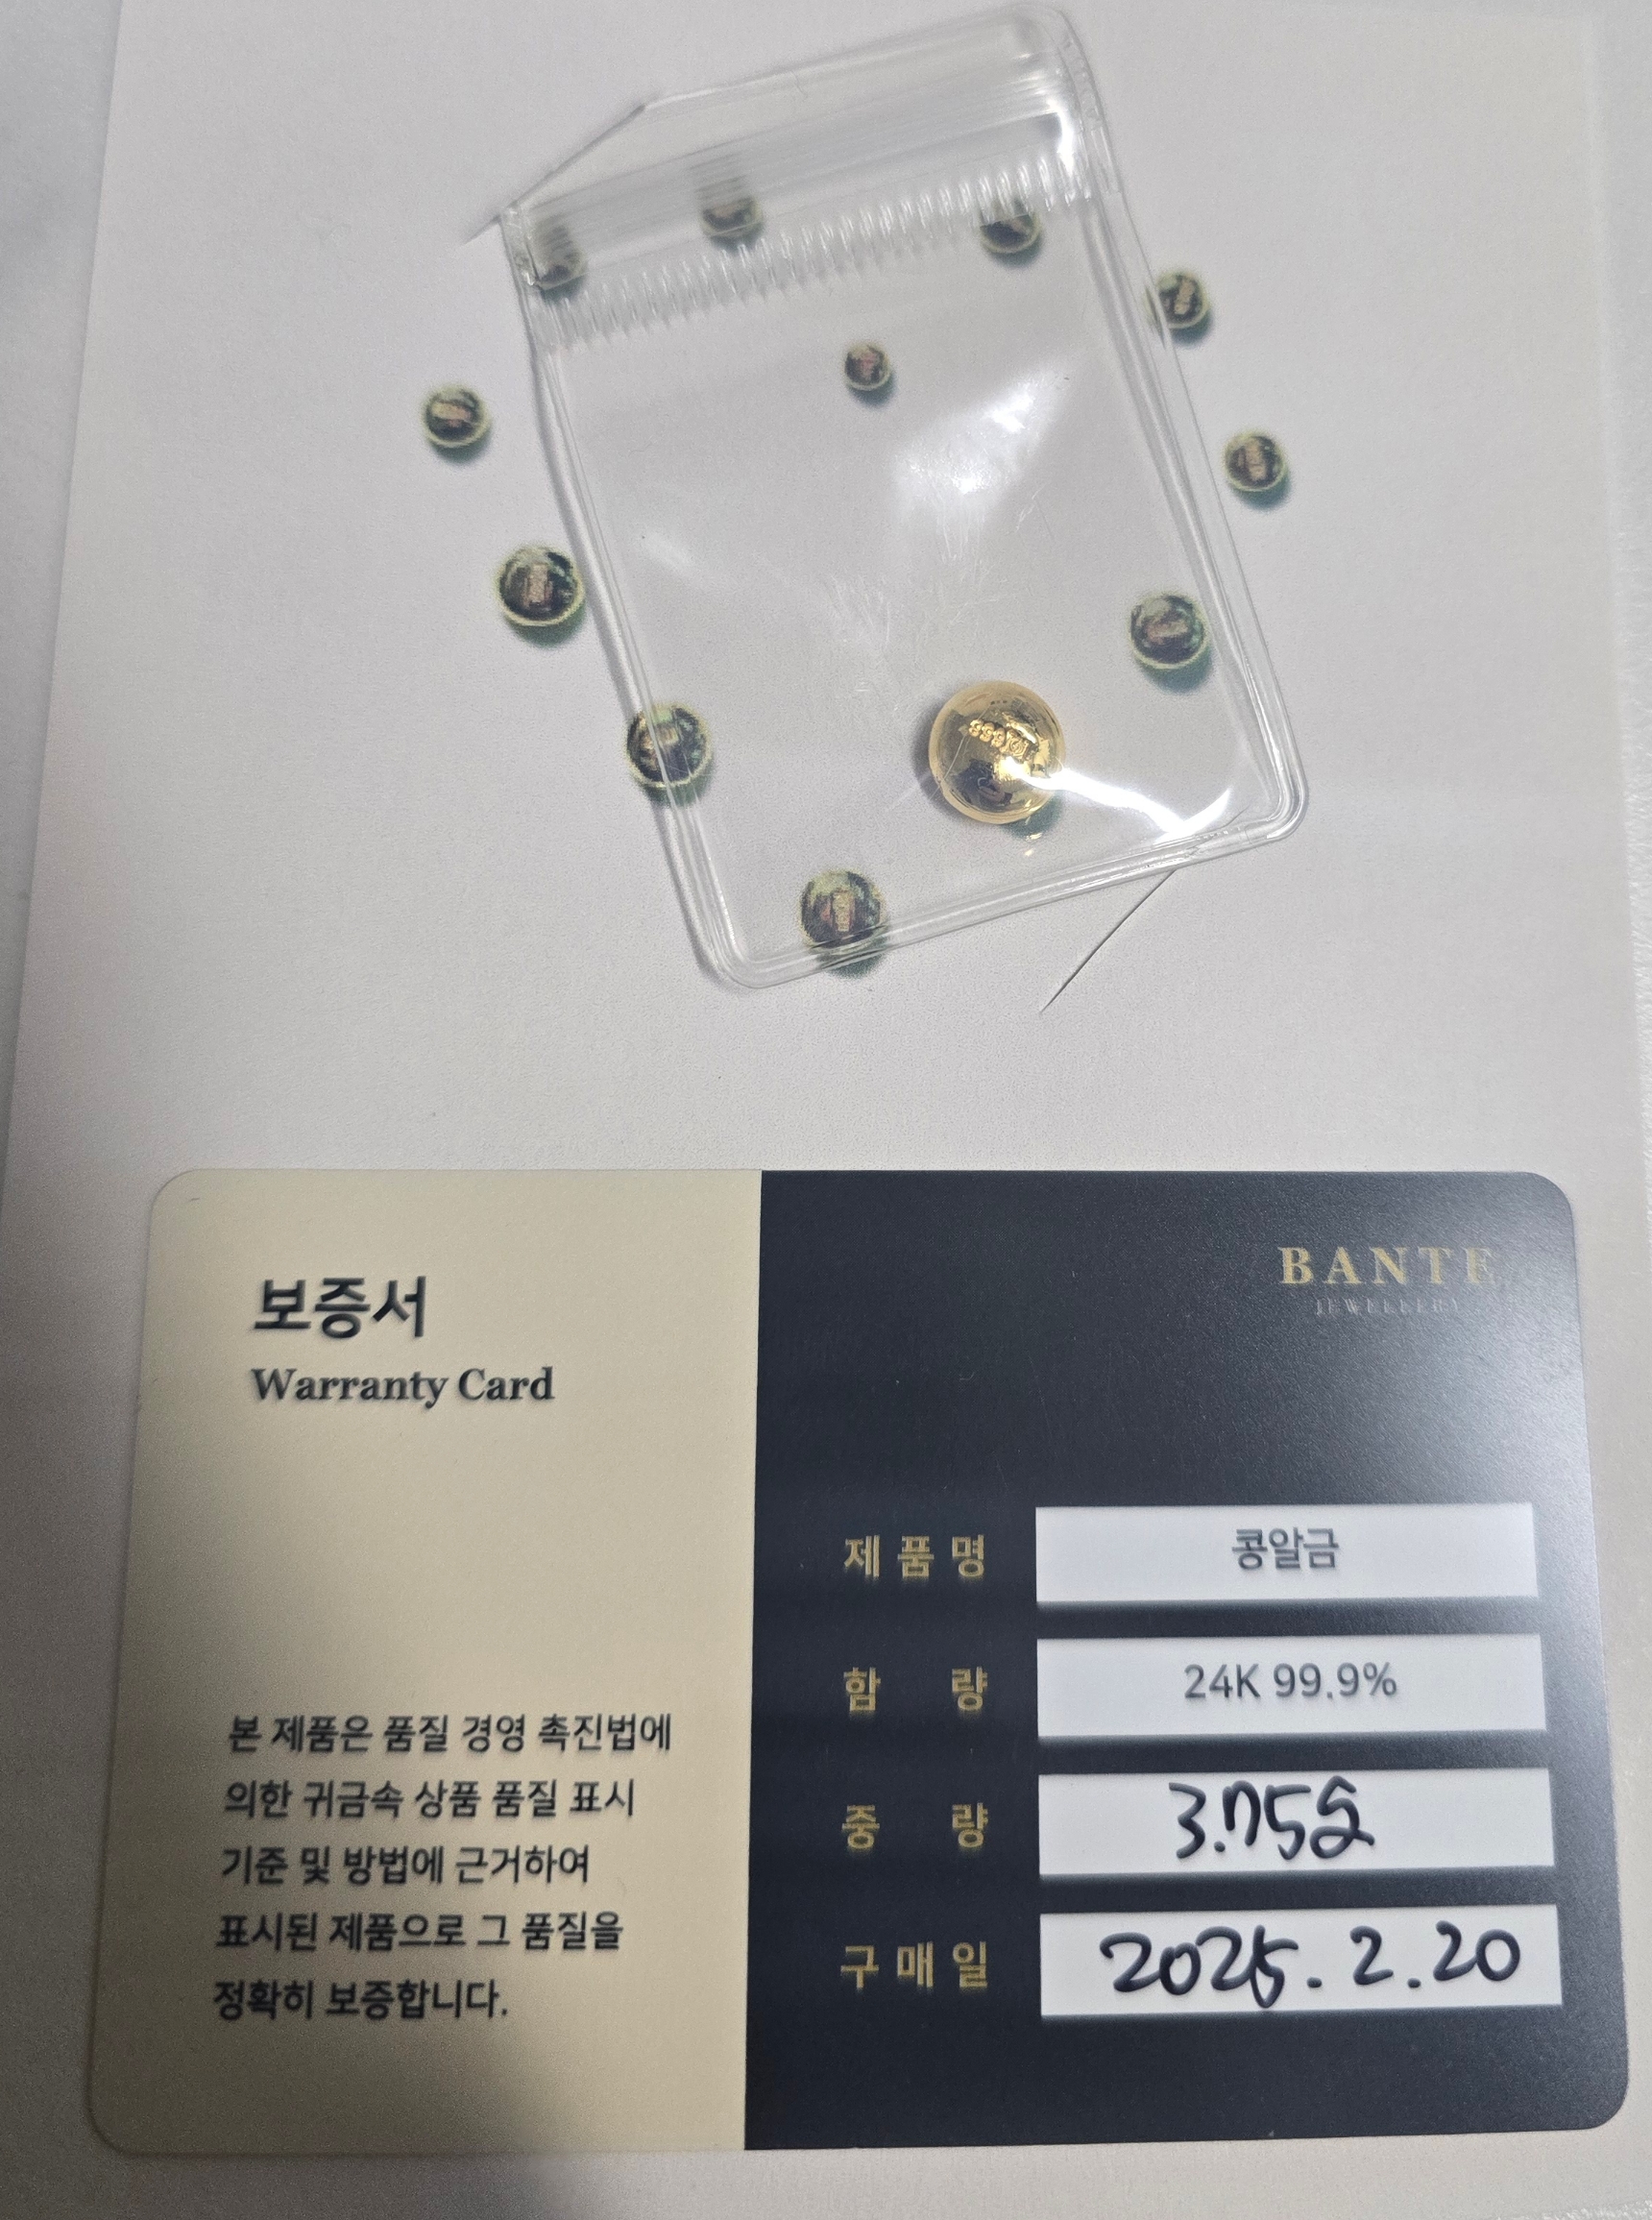 보증서
Warranty Card
본 제품은 품질 경영 촉진법에
의한 귀금속 상품 품질 표시
기준 및 방법에 근거하여
표시된 제품으로 그 품질을
정확히 보증합니다.
BANTE
JEWELLERY
제품명 콩알금
함량 24K 99.9%
중량 3.75g
구매일 2025.2.20